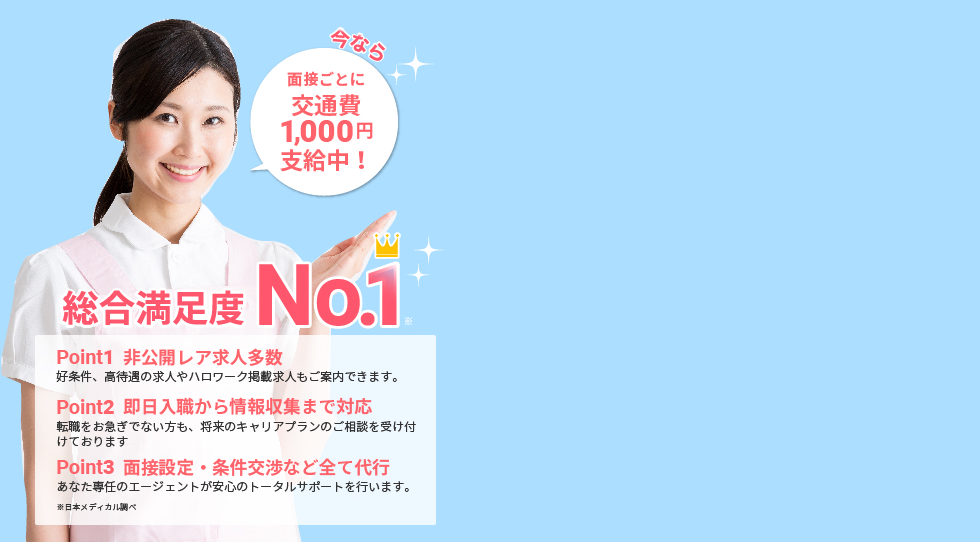 今なら
面接ごとに
交通費
1,000円
支給中！
総合満足度 No.1 ※
Point1 非公開レア求人多数
好条件、高待遇の求人やハローワーク掲載求人もご案内できます。
Point2 即日入職から情報収集まで対応
転職をお急ぎでない方も、将来のキャリアプランのご相談を受け付
けております
Point3 面接設定・条件交渉など全て代行
あなた専任のエージェントが安心のトータルサポートを行います。
※日本メディカル調べ